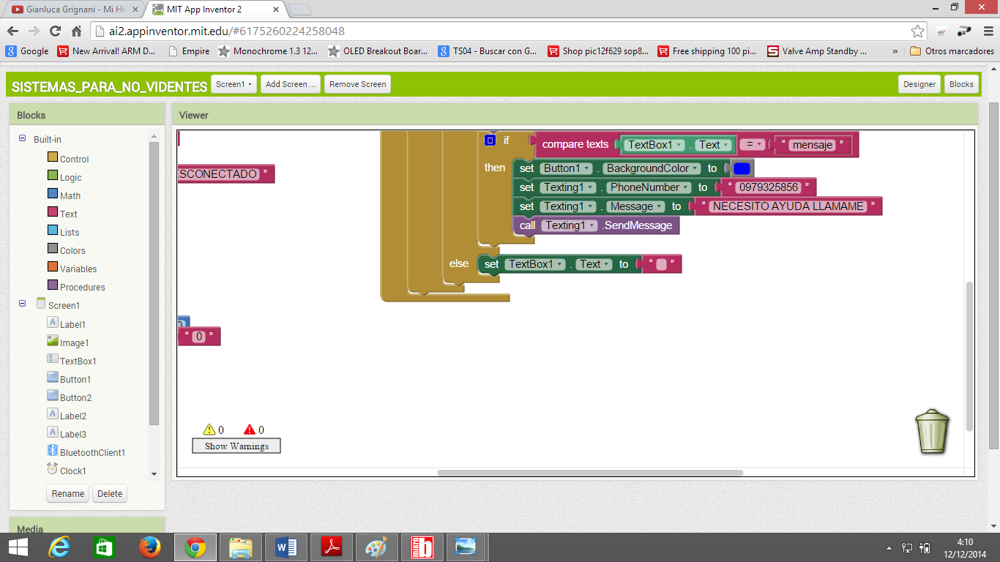 Gianluca Grignani - Mi His
MIT App Inventor 2
ai2.appinventor.mit.edu/#6175260224258048
Google
New Arrival! ARM D...
Empire
Monochrome 1.3 12...
OLED Breakout Boar...
TS04 - Buscar con G...
Shop pic12f629 sop8...
Free shipping 100 pi...
Valve Amp Standby ...
»
Otros marcadores
SISTEMAS_PARA_NO_VIDENTES
Screen1
Add Screen ...
Remove Screen
Designer
Blocks
Blocks
Built-in
Control
Logic
Math
Text
Lists
Colors
Variables
Procedures
Screen1
Label1
Image1
TextBox1
Button1
Button2
Label2
Label3
BluetoothClient1
Clock1
Rename
Delete
Media
Viewer
ESCONECTADO ”
“ 0 ”
if compare texts TextBox1 . Text = “ mensaje ”
then set Button1 . BackgroundColor to
set Texting1 . PhoneNumber to “ 0979325856 ”
set Texting1 . Message to “ NECESITO AYUDA LLAMAME ”
call Texting1 .SendMessage
else set TextBox1 . Text to “ ”
0
0
Show Warnings
4:10
12/12/2014